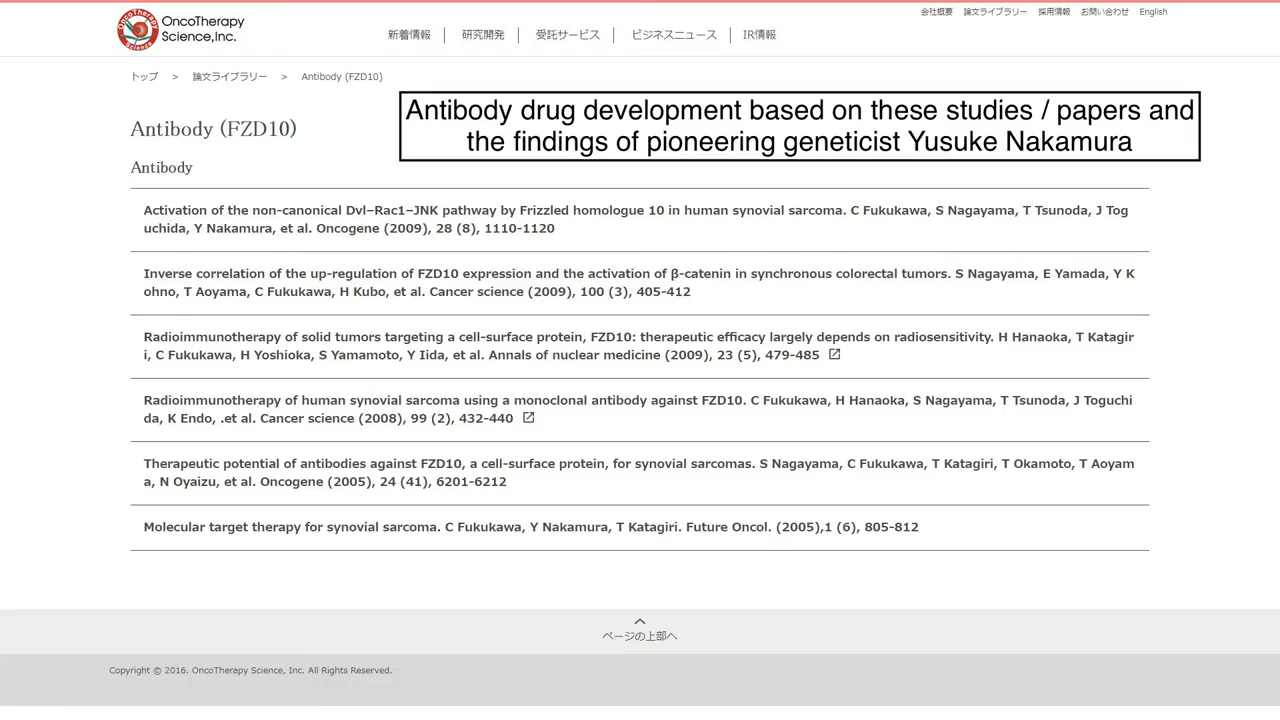 会社概要 論文ライブラリー 採用情報 お問い合わせ English
OncoTherapy
Science,Inc.
OncoTherapy
Science
新着情報 研究開発 受託サービス ビジネスニュース IR情報
トップ > 論文ライブラリー > Antibody (FZD10)
Antibody drug development based on these studies / papers and
the findings of pioneering geneticist Yusuke Nakamura
Antibody (FZD10)
Antibody
Activation of the non-canonical Dvl–Rac1–JNK pathway by Frizzled homologue 10 in human synovial sarcoma. C Fukukawa, S Nagayama, T Tsunoda, J Tog
uchida, Y Nakamura, et al. Oncogene (2009), 28 (8), 1110-1120
Inverse correlation of the up-regulation of FZD10 expression and the activation of β-catenin in synchronous colorectal tumors. S Nagayama, E Yamada, Y K
ohno, T Aoyama, C Fukukawa, H Kubo, et al. Cancer science (2009), 100 (3), 405-412
Radioimmunotherapy of solid tumors targeting a cell-surface protein, FZD10: therapeutic efficacy largely depends on radiosensitivity. H Hanaoka, T Katagir
i, C Fukukawa, H Yoshioka, S Yamamoto, Y Iida, et al. Annals of nuclear medicine (2009), 23 (5), 479-485
Radioimmunotherapy of human synovial sarcoma using a monoclonal antibody against FZD10. C Fukukawa, H Hanaoka, S Nagayama, T Tsunoda, J Toguchi
da, K Endo, .et al. Cancer science (2008), 99 (2), 432-440
Therapeutic potential of antibodies against FZD10, a cell-surface protein, for synovial sarcomas. S Nagayama, C Fukukawa, T Katagiri, T Okamoto, T Aoyam
a, N Oyaizu, et al. Oncogene (2005), 24 (41), 6201-6212
Molecular target therapy for synovial sarcoma. C Fukukawa, Y Nakamura, T Katagiri. Future Oncol. (2005),1 (6), 805-812
ページの上部へ
Copyright © 2016. OncoTherapy Science, Inc. All Rights Reserved.